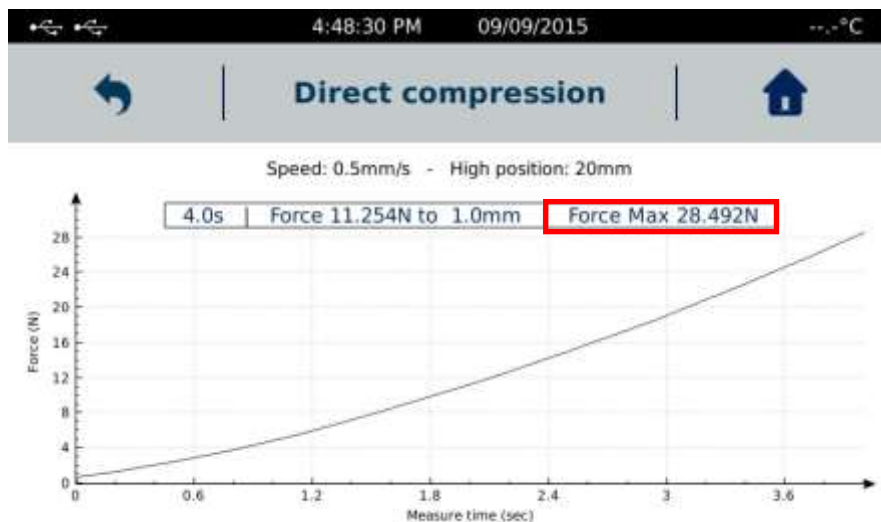 4:48:30 PM 09/09/2015 --.-°C
Direct compression
Speed: 0.5mm/s - High position: 20mm
4.0s | Force 11.254N to 1.0mm Force Max 28.492N
28
24
20
16
12
8
4
0
Force (N)
0 0.6 1.2 1.8 2.4 3 3.6
Measure time (sec)